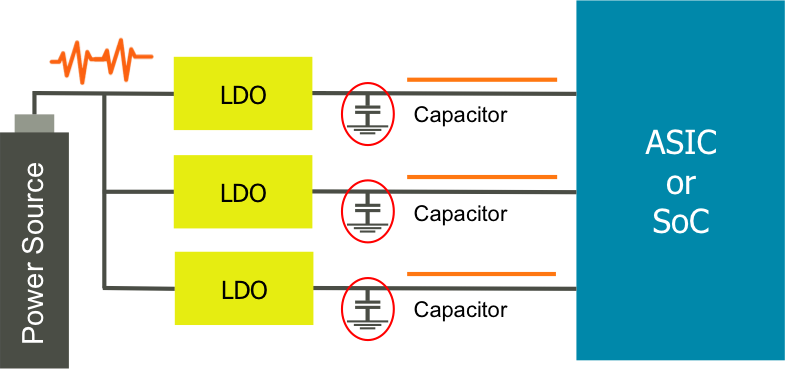 Power Source
LDO
Capacitor
LDO
Capacitor
LDO
Capacitor
ASIC
or
SoC